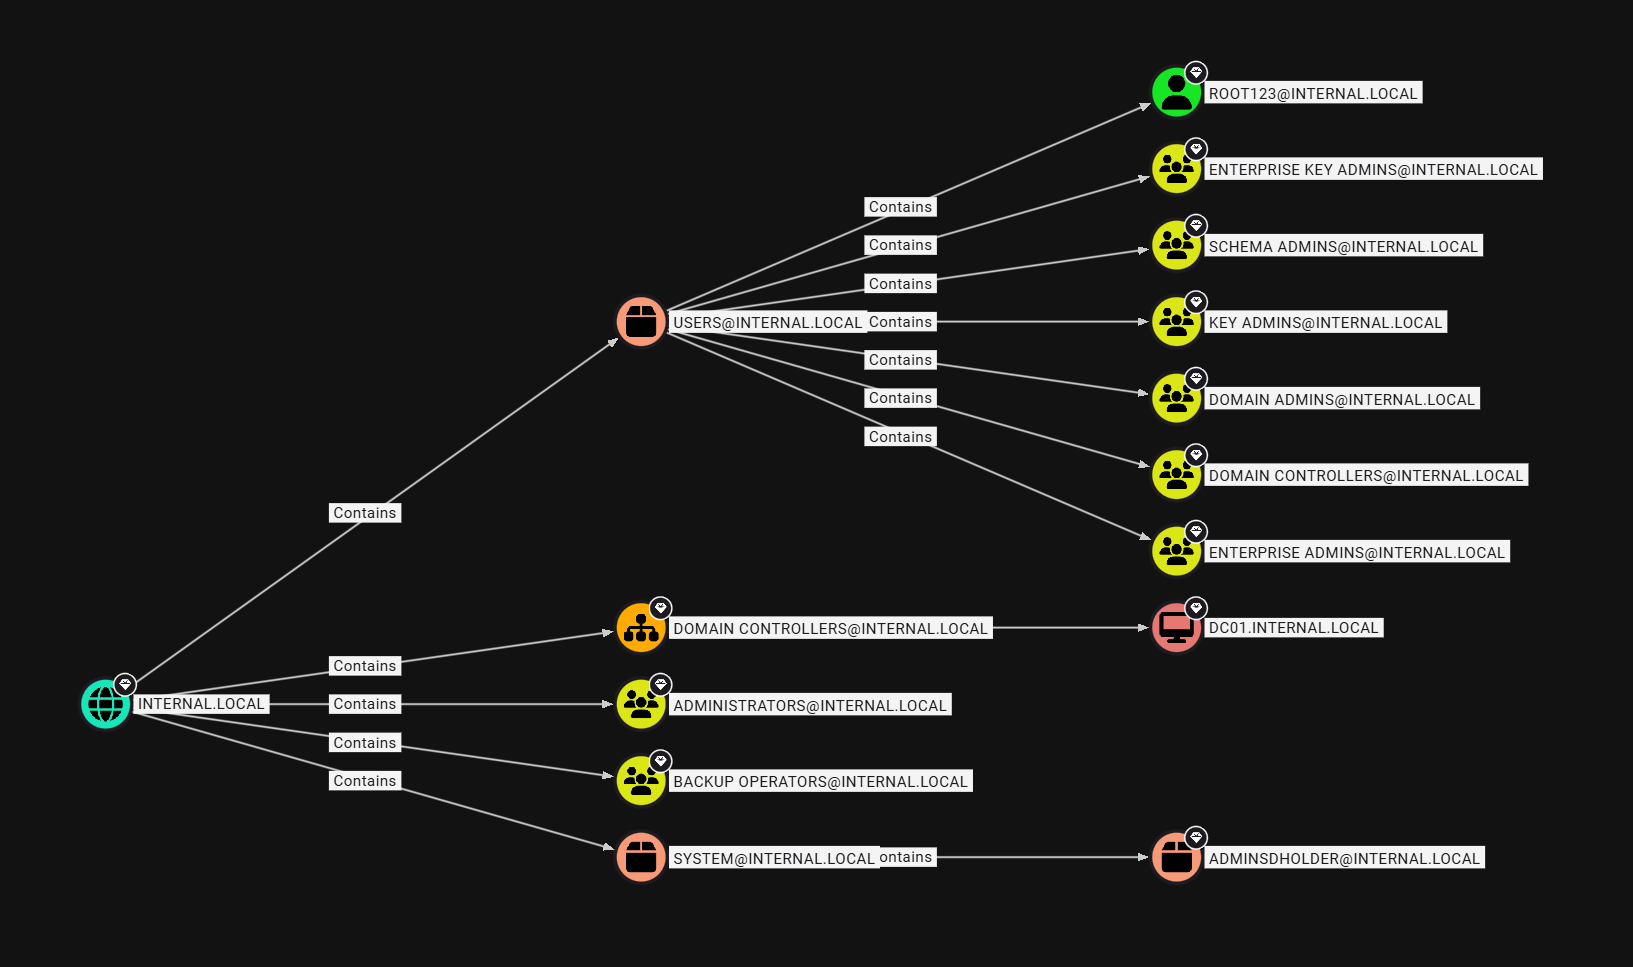 ROOT123@INTERNAL.LOCAL
ENTERPRISE KEY ADMINS@INTERNAL.LOCAL
Contains
Contains
SCHEMA ADMINS@INTERNAL.LOCAL
Contains
USERS@INTERNAL.LOCAL
Contains
KEY ADMINS@INTERNAL.LOCAL
Contains
DOMAIN ADMINS@INTERNAL.LOCAL
Contains
Contains
DOMAIN CONTROLLERS@INTERNAL.LOCAL
Contains
ENTERPRISE ADMINS@INTERNAL.LOCAL
DOMAIN CONTROLLERS@INTERNAL.LOCAL
DC01.INTERNAL.LOCAL
Contains
INTERNAL.LOCAL
Contains
ADMINISTRATORS@INTERNAL.LOCAL
Contains
Contains
BACKUP OPERATORS@INTERNAL.LOCAL
SYSTEM@INTERNAL.LOCAL
ontains
ADMINSDHOLDER@INTERNAL.LOCAL